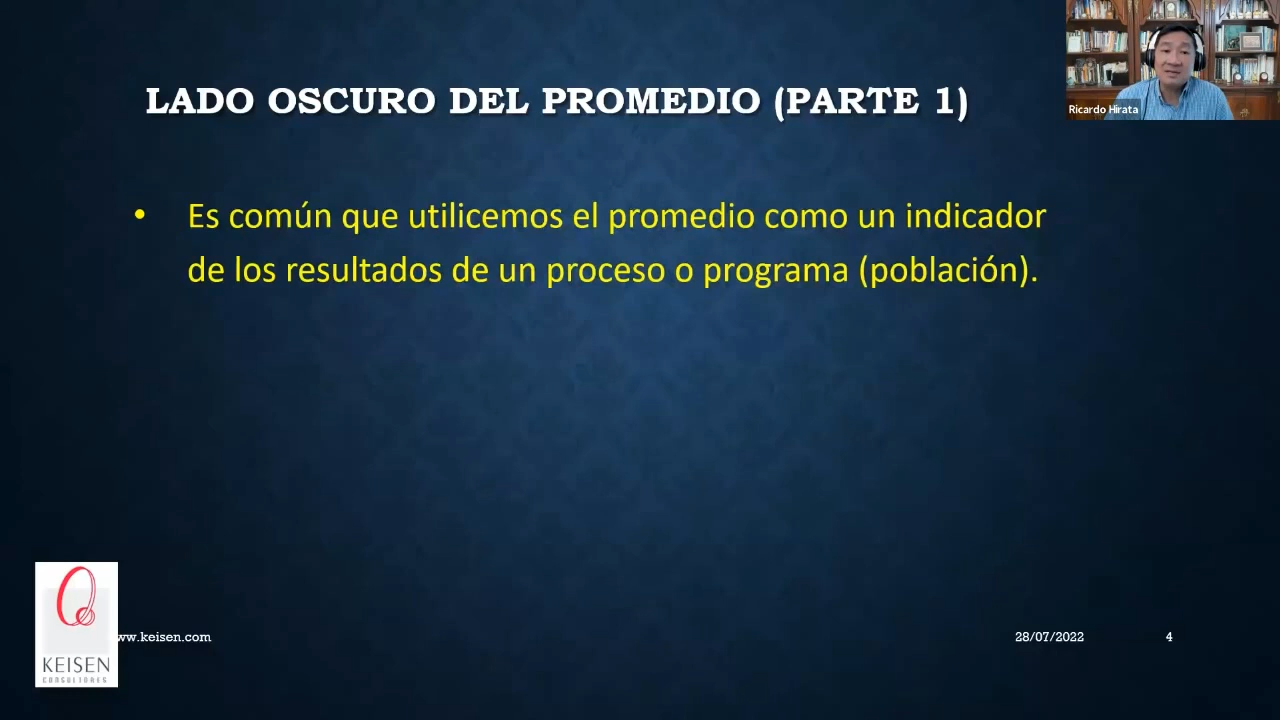 LADO OSCURO DEL PROMEDIO (PARTE 1)
Ricardo Hirata
• Es común que utilicemos el promedio como un indicador
de los resultados de un proceso o programa (población).
ww.keisen.com
28/07/2022
4
KEISEN
CONSULTORES